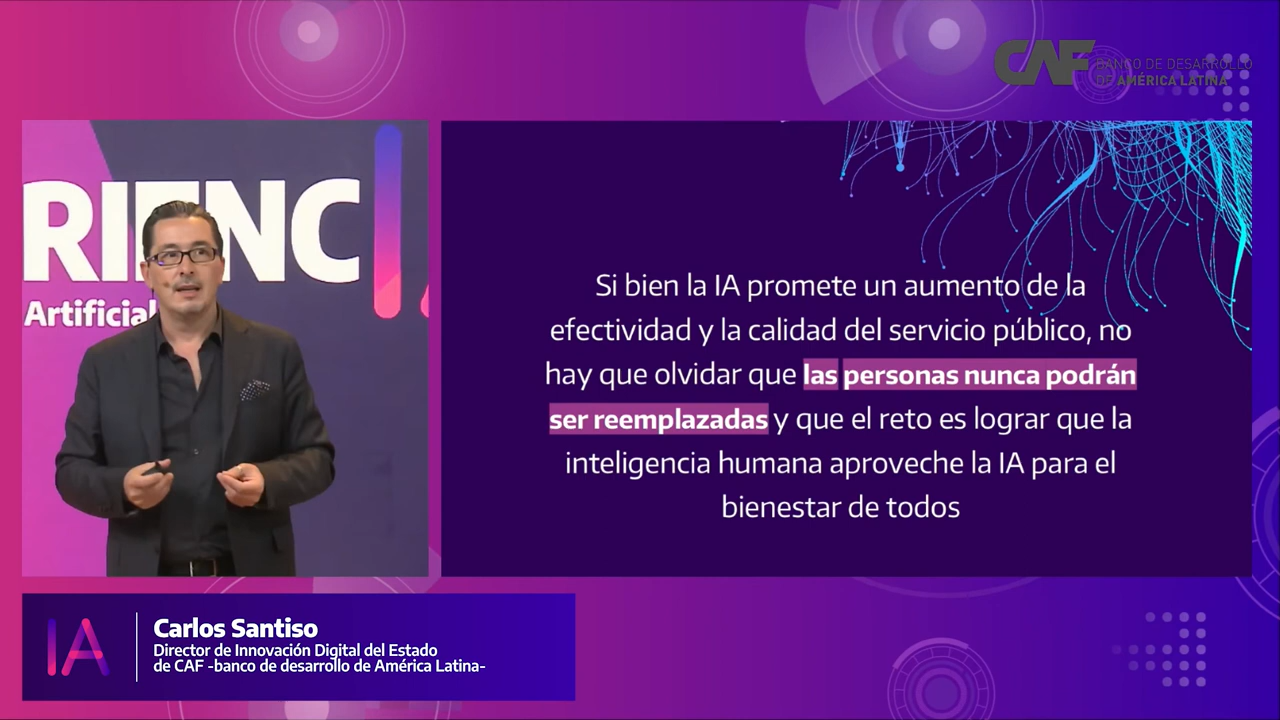 CAF
BANCO DE DESARROLLO
DE AMÉRICA LATINA
RIENC
Artificial
Si bien la IA promete un aumento de la
efectividad y la calidad del servicio público, no
hay que olvidar que las personas nunca podrán
ser reemplazadas y que el reto es lograr que la
inteligencia humana aproveche la IA para el
bienestar de todos
IA
Carlos Santiso
Director de Innovación Digital del Estado
de CAF -banco de desarrollo de América Latina-